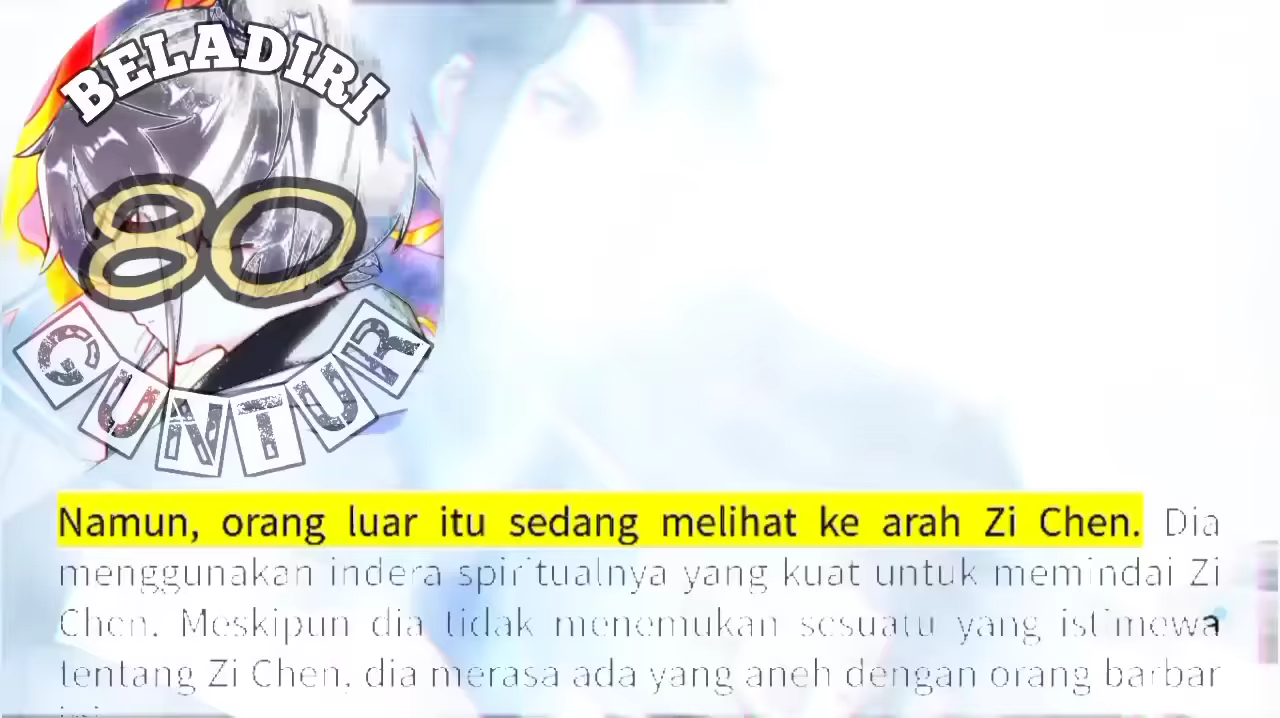 BELADIRI
80
GUNTUR
Namun, orang luar itu sedang melihat ke arah Zi Chen. Dia
menggunakan indera spiritualnya yang kuat untuk memindai Zi
Chen. Meskipun dia tidak menemukan sesuatu yang istimewa
tentang Zi Chen, dia merasa ada yang aneh dengan orang barbar